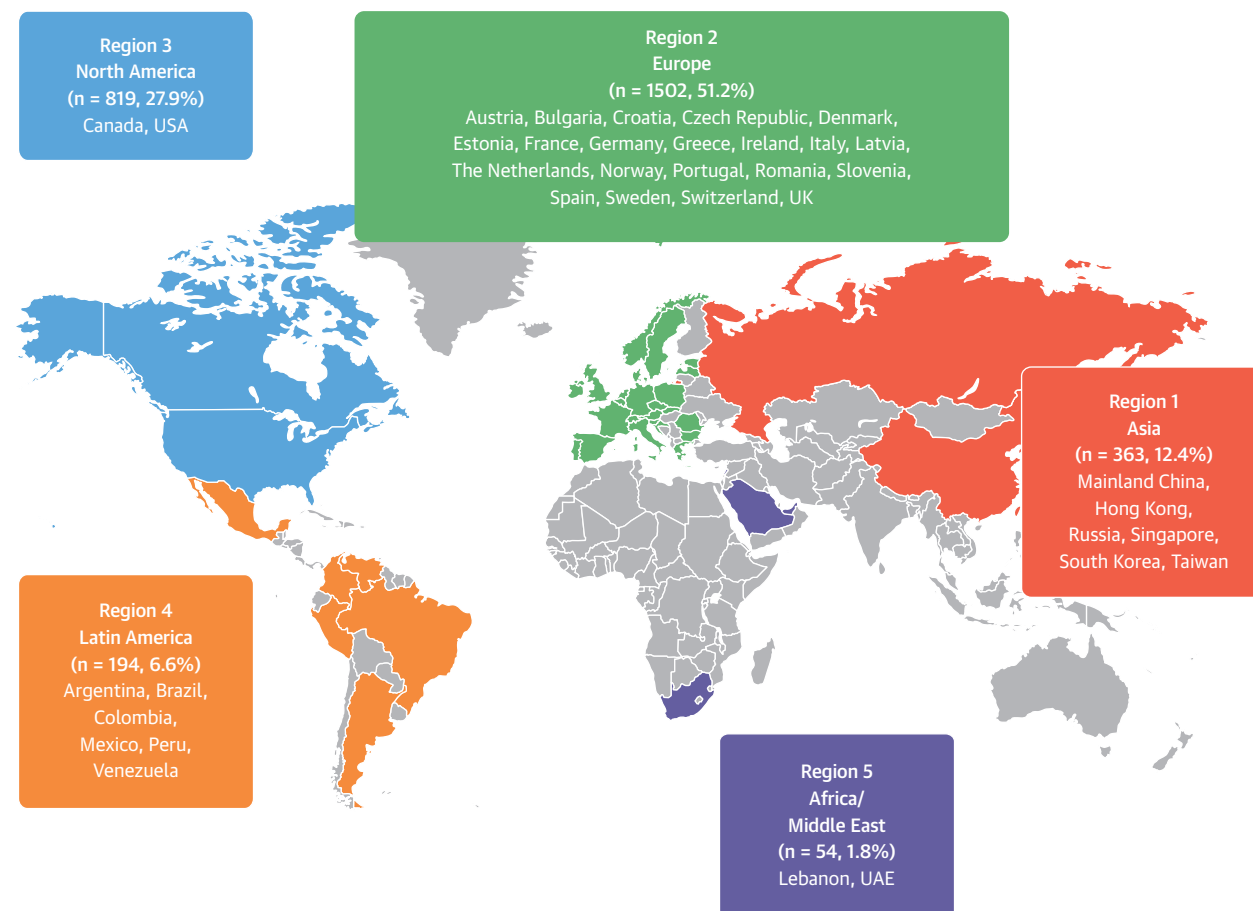 Region 3
North America
(n = 819, 27.9%)
Canada, USA
Region 2
Europe
(n = 1502, 51.2%)
Austria, Bulgaria, Croatia, Czech Republic, Denmark,
Estonia, France, Germany, Greece, Ireland, Italy, Latvia,
The Netherlands, Norway, Portugal, Romania, Slovenia,
Spain, Sweden, Switzerland, UK
Region 1
Asia
(n = 363, 12.4%)
Mainland China,
Hong Kong,
Russia, Singapore,
South Korea, Taiwan
Region 4
Latin America
(n = 194, 6.6%)
Argentina, Brazil,
Colombia,
Mexico, Peru,
Venezuela
Region 5
Africa/
Middle East
(n = 54, 1.8%)
Lebanon, UAE